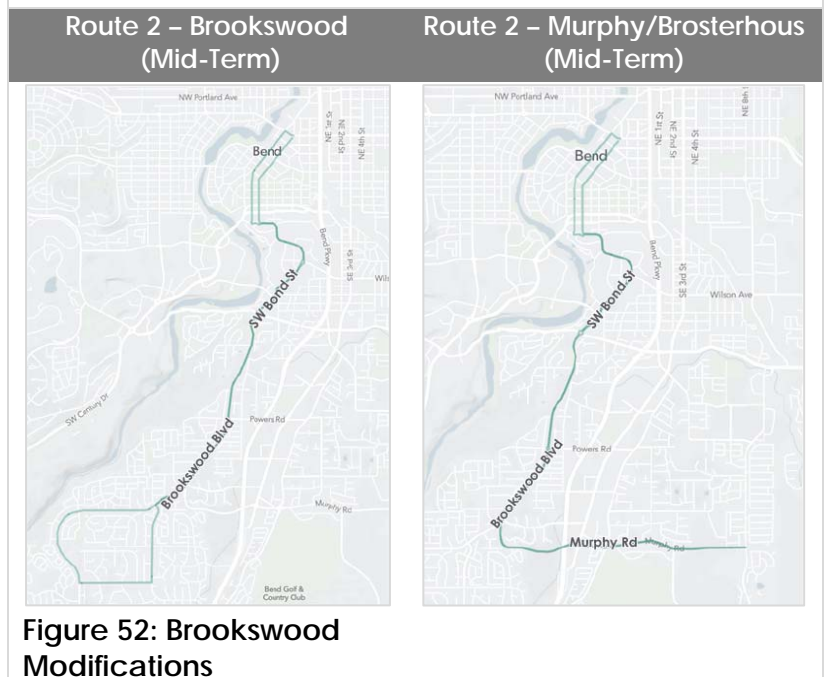 Route 2 – Brookswood
(Mid-Term)
Route 2 – Murphy/Brosterhous
(Mid-Term)
NW Portland Ave
NE 1st St
NE 2nd St
NE 4th St
Bend
Bend Pkwy
SE 3rd St
Wils
SW Bond St
SW Century Dr
Powers Rd
Brookswood Blvd
Murphy Rd
Bend Golf &
Country Club
NW Portland Ave
NE 1st St
NE 2nd St
NE 4th St
NE 8th
Bend
Bend Pkwy
SE 3rd St
Wilson Ave
SW Bond St
Powers Rd
Brookswood Blvd
Murphy Rd
Murphy Rd
Figure 52: Brookswood
Modifications